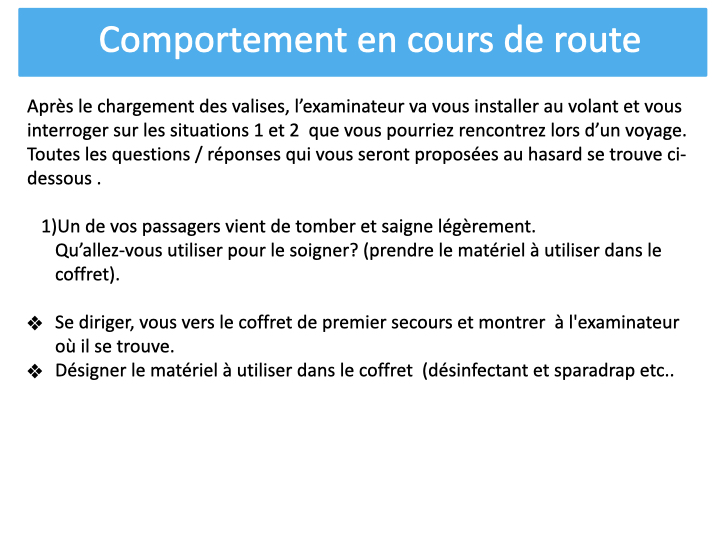 Comportement en cours de route
Après le chargement des valises, l’examinateur va vous installer au volant et vous
interroger sur les situations 1 et 2  que vous pourriez rencontrez lors d’un voyage.
Toutes les questions / réponses qui vous seront proposées au hasard se trouve ci-
dessous .
1)Un de vos passagers vient de tomber et saigne légèrement.
Qu’allez-vous utiliser pour le soigner? (prendre le matériel à utiliser dans le
coffret).
❖ Se diriger, vous vers le coffret de premier secours et montrer  à l'examinateur
où il se trouve.
❖ Désigner le matériel à utiliser dans le coffret  (désinfectant et sparadrap etc..